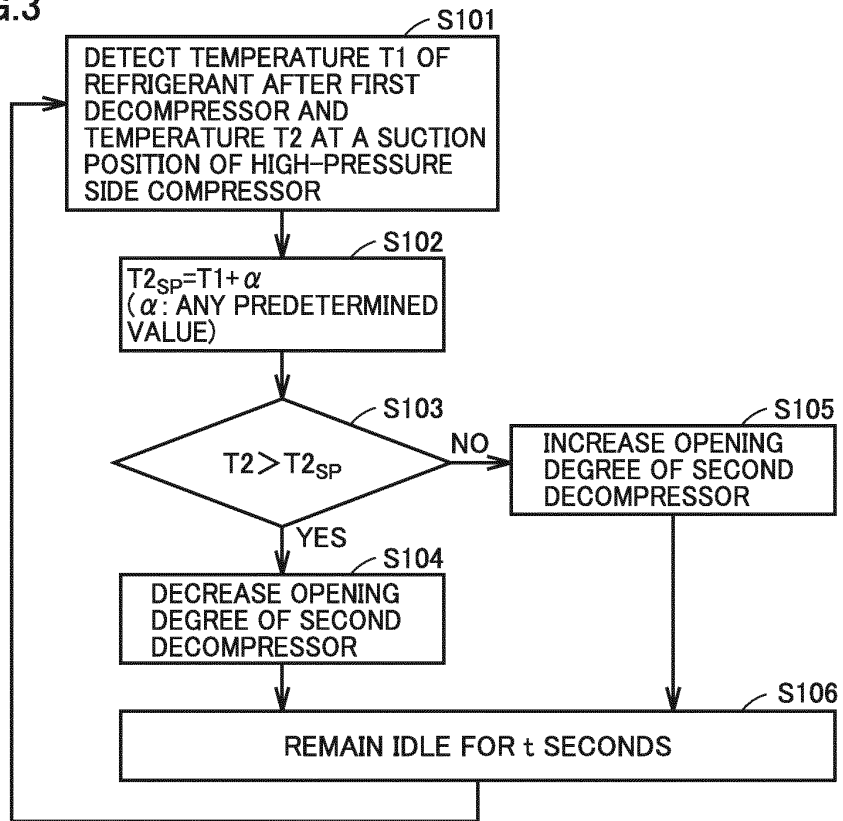 G.3
S101
DETECT TEMPERATURE T1 OF
REFRIGERANT AFTER FIRST
DECOMPRESSOR AND
TEMPERATURE T2 AT A SUCTION
POSITION OF HIGH-PRESSURE
SIDE COMPRESSOR
S102
T2SP=T1+α
(α: ANY PREDETERMINED
VALUE)
S103
T2>T2SP
NO
YES
S105
INCREASE OPENING
DEGREE OF SECOND
DECOMPRESSOR
S104
DECREASE OPENING
DEGREE OF SECOND
DECOMPRESSOR
S106
REMAIN IDLE FOR t SECONDS